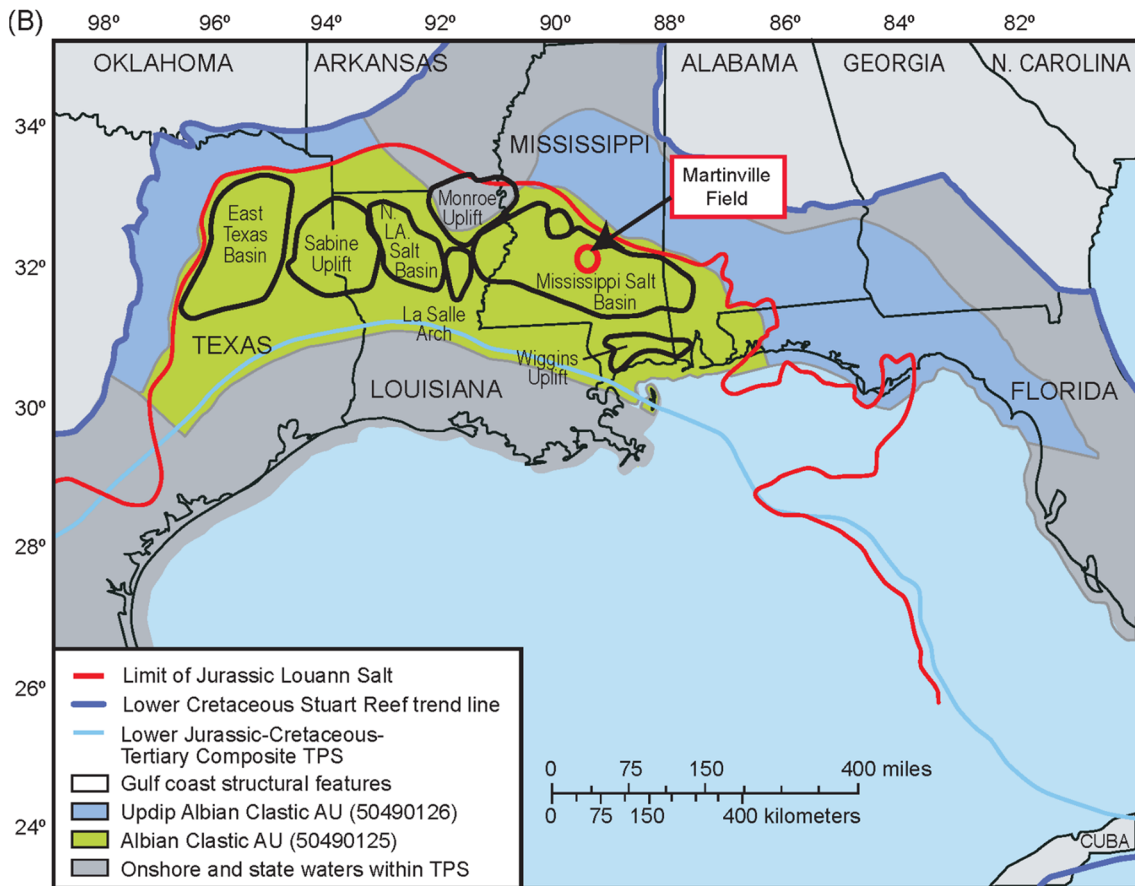 (B)
98º 96º 94º 92º 90º 88º 86º 84º 82º
OKLAHOMA ARKANSAS ALABAMA GEORGIA N. CAROLINA
34º
MISSISSIPPI
Martinville
Field
Monroe
Uplift
East
Texas
Basin
Sabine
Uplift
N.
LA.
Salt
Basin
32º
Mississippi Salt
Basin
La Salle
Arch
TEXAS
Wiggins
Uplift
LOUISIANA
FLORIDA
30º
28º
26º
24º
Limit of Jurassic Louann Salt
Lower Cretaceous Stuart Reef trend line
Lower Jurassic-Cretaceous-
Tertiary Composite TPS
Gulf coast structural features
Updip Albian Clastic AU (50490126)
Albian Clastic AU (50490125)
Onshore and state waters within TPS
0 75 150 400 miles
0 75 150 400 kilometers
CUBA